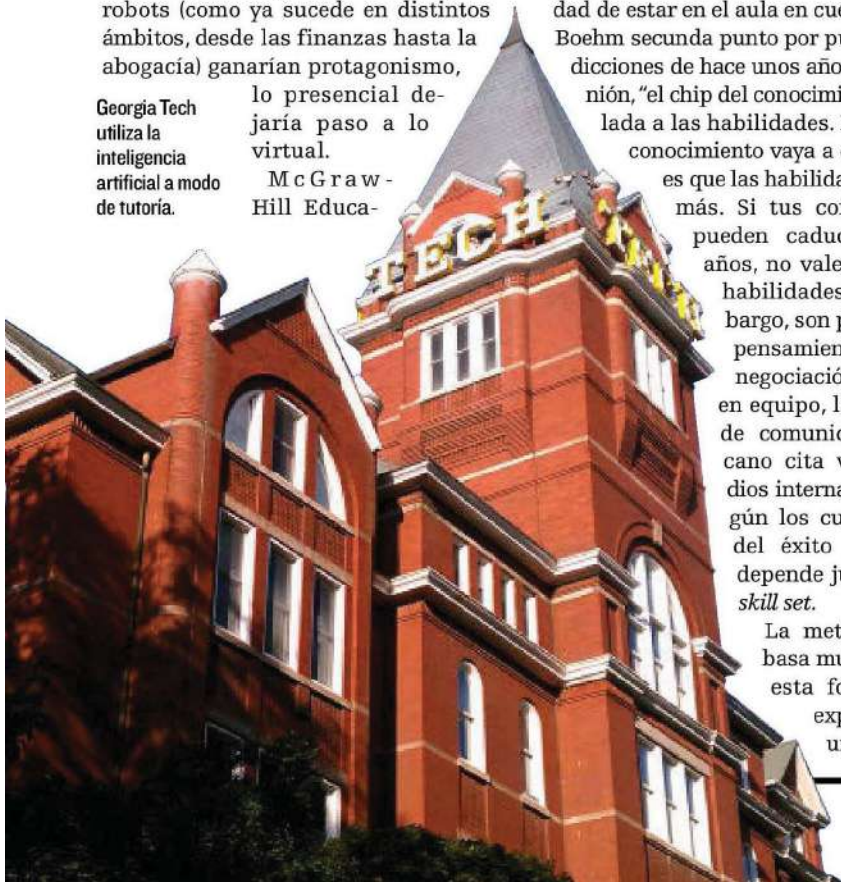 robots (como ya sucede en distintos
ámbitos, desde las finanzas hasta la
abogacía) ganarían protagonismo,
lo presencial de-
jaría paso a lo
virtual.
McGraw-
Hill Educa-
Georgia Tech
utiliza la
inteligencia
artificial a modo
de tutoría.
dad de estar en el aula en cue
Boehm secunda punto por pu
dicciones de hace unos año
nión, “el chip del conocimi
lada a las habilidades.
conocimiento vaya a
es que las habilida
más. Si tus co
pueden caduc
años, no vale
habilidades
bargo, son p
pensamien
negociació
en equipo, l
de comunic
cano cita v
dios interna
gún los cu
del éxito
depende ju
skill set.
La met
basa mu
esta fo
exp
u
TECH